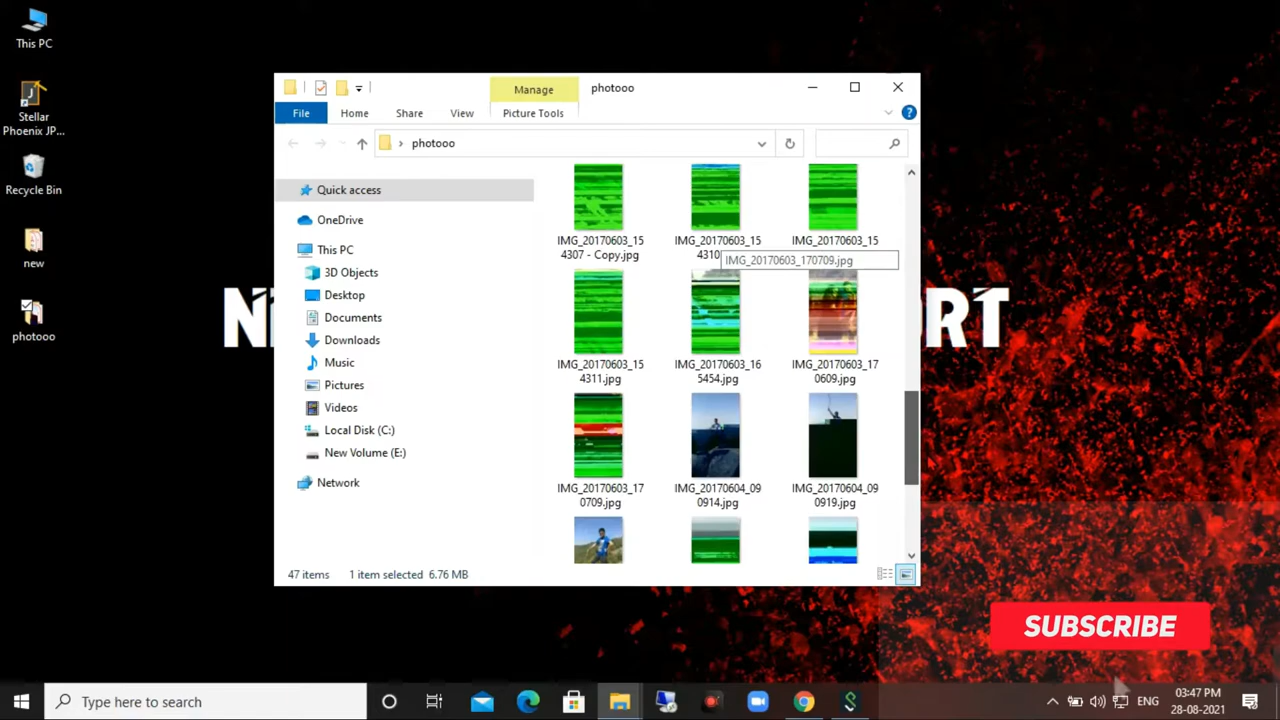 This PC
Stellar
Phoenix JP...
Recycle Bin
new
photooo
Manage
photooo
File
Home
Share
View
Picture Tools
photooo
Quick access
OneDrive
This PC
3D Objects
Desktop
Documents
Downloads
Music
Pictures
Videos
Local Disk (C:)
New Volume (E:)
Network
IMG_20170603_15
4307 - Copy.jpg
IMG_20170603_15
4310
IMG_20170603_15
IMG_20170603_170709.jpg
IMG_20170603_15
4311.jpg
IMG_20170603_16
5454.jpg
IMG_20170603_17
0609.jpg
IMG_20170603_17
0709.jpg
IMG_20170604_09
0914.jpg
IMG_20170604_09
0919.jpg
47 items
1 item selected 6.76 MB
SUBSCRIBE
Type here to search
ENG
03:47 PM
28-08-2021